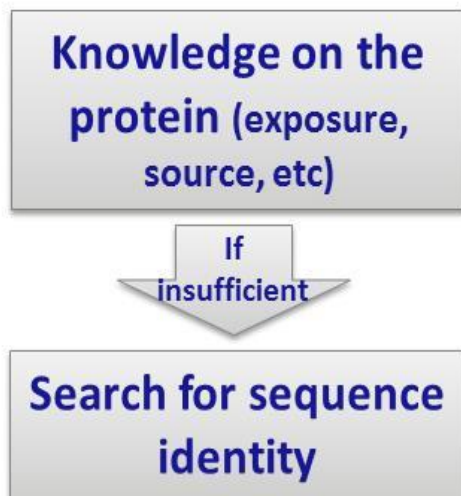 Knowledge on the
protein (exposure,
source, etc)
If
insufficient
Search for sequence
identity